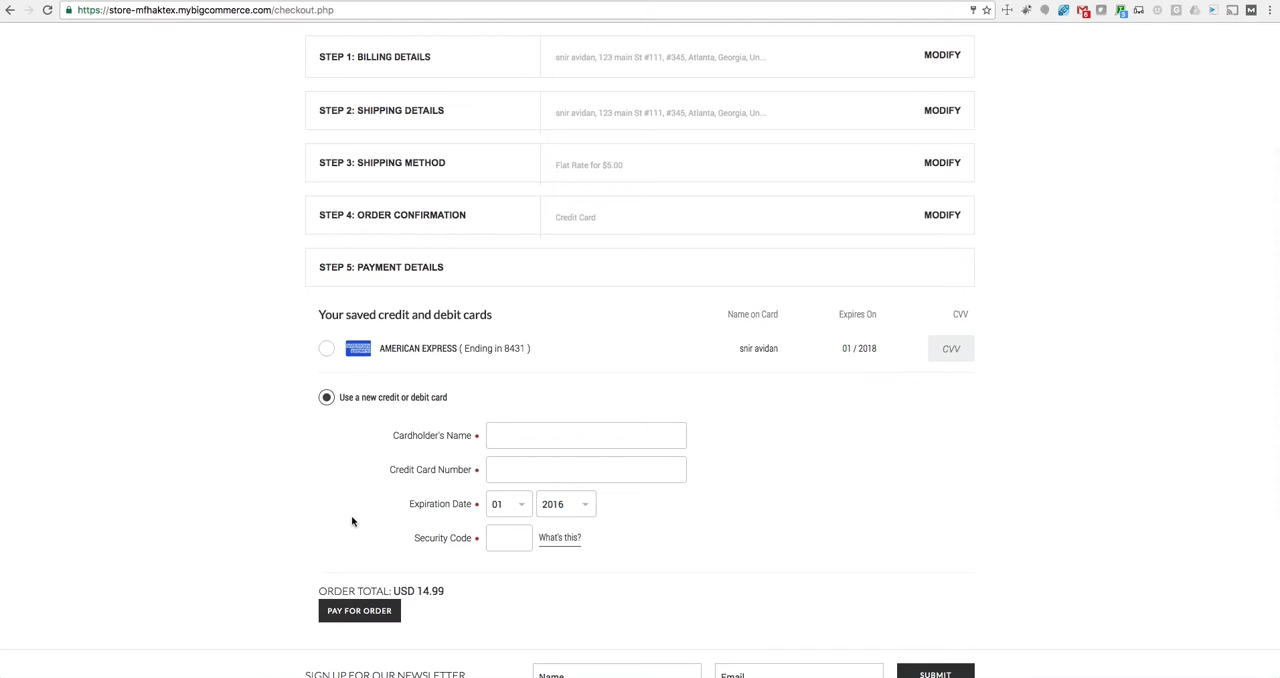 https://store-mfhaktex.mybigcommerce.com/checkout.php
STEP 1: BILLING DETAILS
snir avidan, 123 main St #111, #345, Atlanta, Georgia, Un...
MODIFY
STEP 2: SHIPPING DETAILS
snir avidan, 123 main St #111, #345, Atlanta, Georgia, Un...
MODIFY
STEP 3: SHIPPING METHOD
Flat Rate for $5.00
MODIFY
STEP 4: ORDER CONFIRMATION
Credit Card
MODIFY
STEP 5: PAYMENT DETAILS
Your saved credit and debit cards
Name on Card
Expires On
CVV
AMERICAN EXPRESS ( Ending in 8431 )
snir avidan
01 / 2018
CVV
Use a new credit or debit card
Cardholder's Name
Credit Card Number
Expiration Date
01
2016
Security Code
What's this?
ORDER TOTAL: USD 14.99
PAY FOR ORDER
SIGN UP FOR OUR NEWSLETTER
Name
Email
SUBMIT